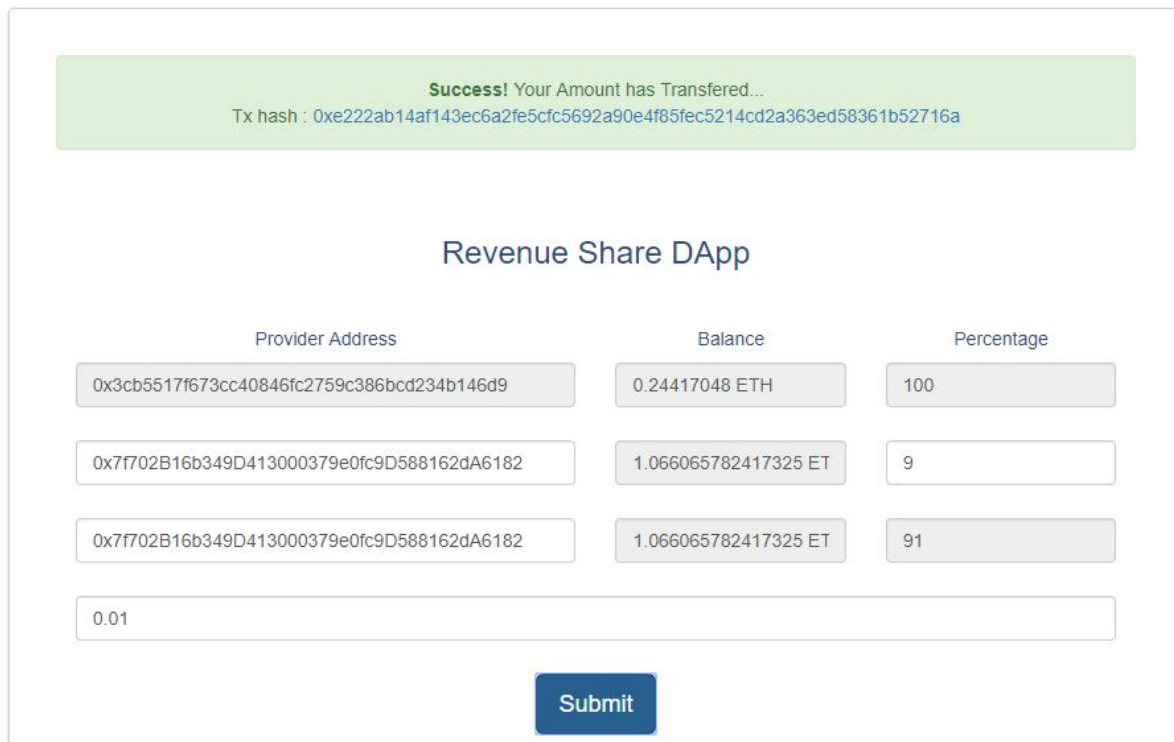 Success! Your Amount has Transfered...
Tx hash : 0xe222ab14af143ec6a2fe5cfc5692a90e4f85fec5214cd2a363ed58361b52716a
Revenue Share DApp
Provider Address Balance Percentage
0x3cb5517f673cc40846fc2759c386bcd234b146d9 0.24417048 ETH 100
0x7f702B16b349D413000379e0fc9D588162dA6182 1.066065782417325 ET 9
0x7f702B16b349D413000379e0fc9D588162dA6182 1.066065782417325 ET 91
0.01
Submit